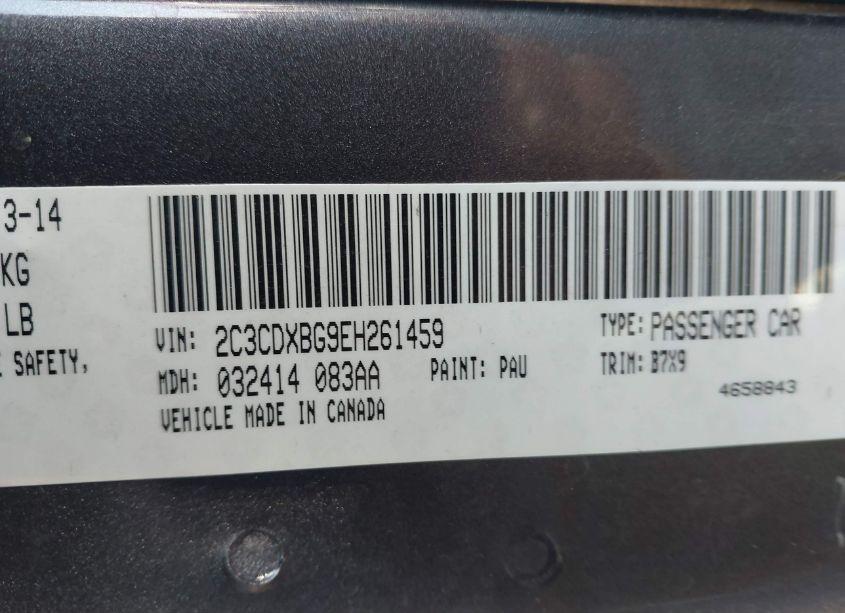 3-14
KG
LB
E SAFETY,
VIN: 2C3CDXBG9EH261459
TYPE: PASSENGER CAR
MDH: 032414 083AA
PAINT: PAU
TRIM: B7X9
VEHICLE MADE IN CANADA
4658843